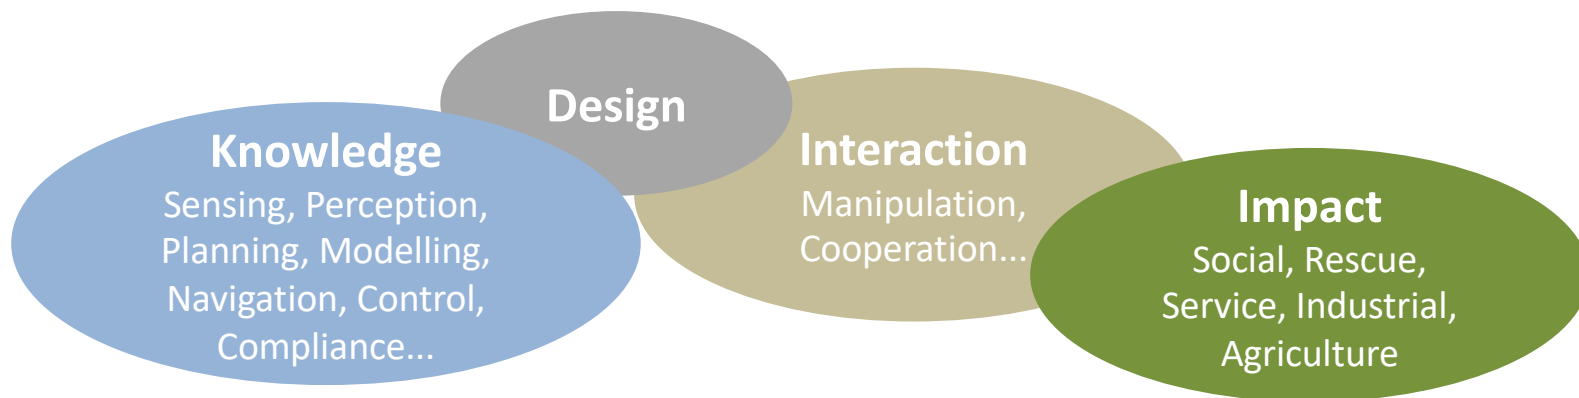 Design
Knowledge
Sensing, Perception,
Planning, Modelling,
Navigation, Control,
Compliance...
Interaction
Manipulation,
Cooperation...
Impact
Social, Rescue,
Service, Industrial,
Agriculture